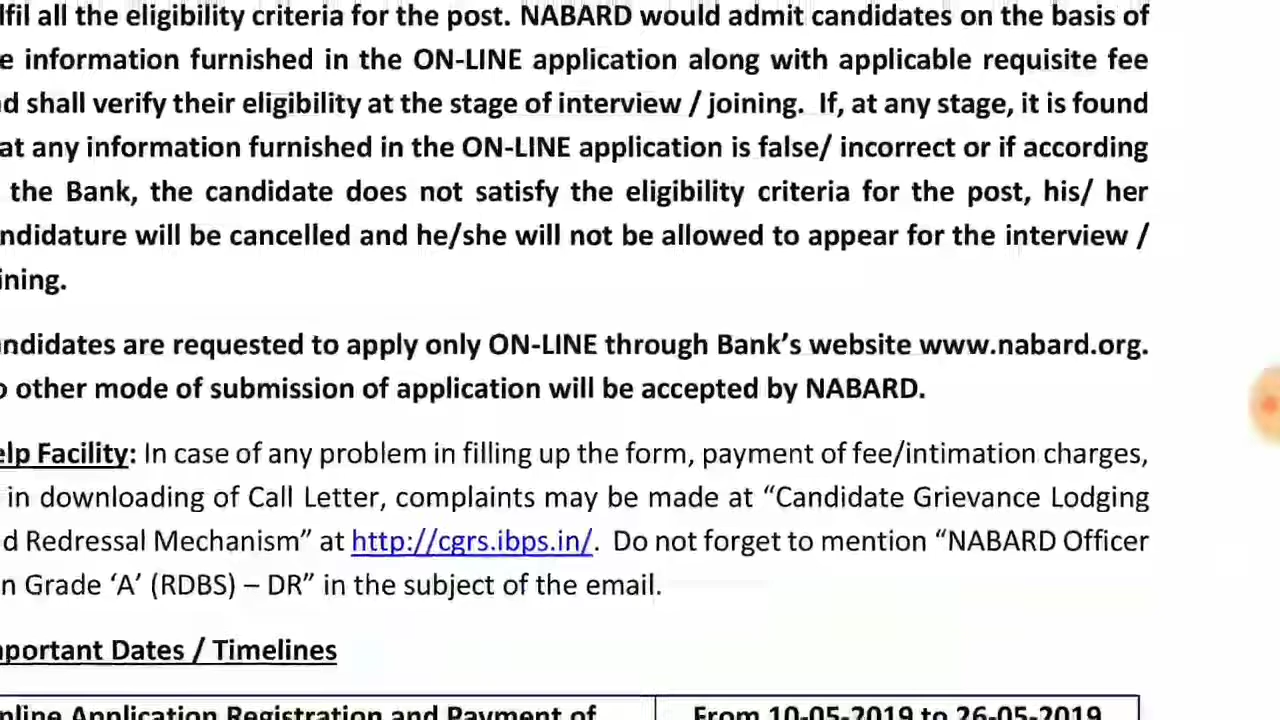 lfil all the eligibility criteria for the post. NABARD would admit candidates on the basis of
e information furnished in the ON-LINE application along with applicable requisite fee
d shall verify their eligibility at the stage of interview / joining. If, at any stage, it is found
at any information furnished in the ON-LINE application is false/ incorrect or if according
the Bank, the candidate does not satisfy the eligibility criteria for the post, his/ her
ndidature will be cancelled and he/she will not be allowed to appear for the interview /
ining.
ndidates are requested to apply only ON-LINE through Bank’s website www.nabard.org.
o other mode of submission of application will be accepted by NABARD.
elp Facility: In case of any problem in filling up the form, payment of fee/intimation charges,
in downloading of Call Letter, complaints may be made at “Candidate Grievance Lodging
d Redressal Mechanism” at http://cgrs.ibps.in/. Do not forget to mention “NABARD Officer
n Grade ‘A’ (RDBS) – DR” in the subject of the email.
portant Dates / Timelines
nline Application Registration and Payment of
From 10-05-2019 to 26-05-2019